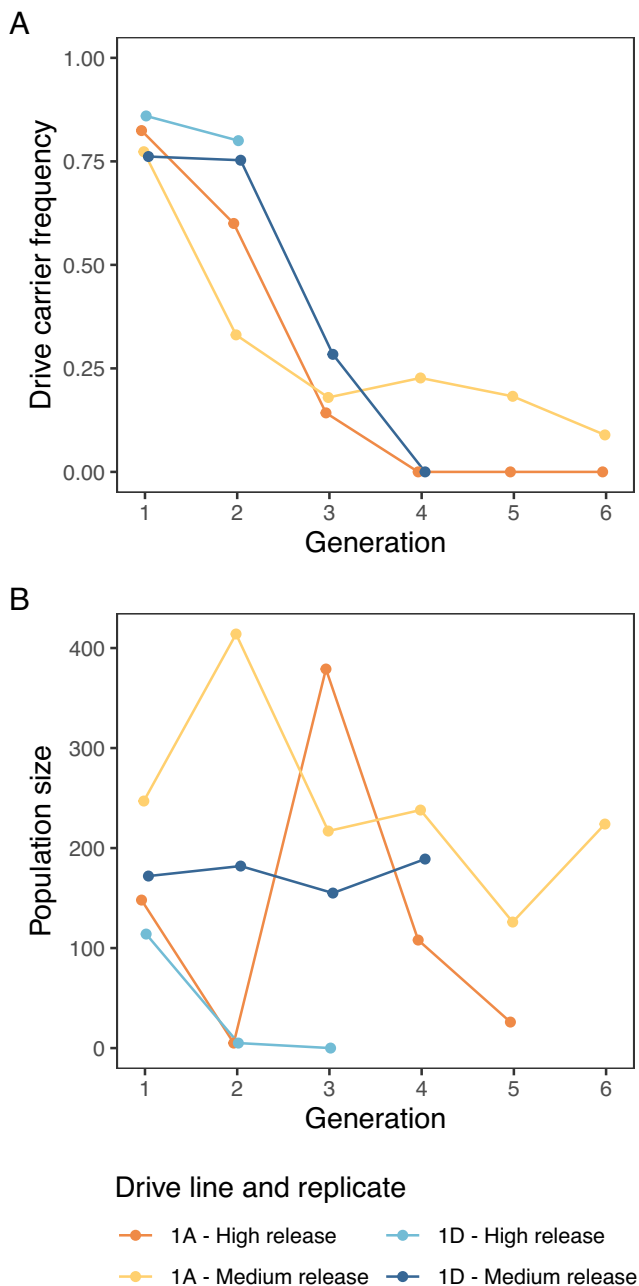 A
Drive carrier frequency
1.00
0.75
0.50
0.25
0.00
1 2 3 4 5 6
Generation
B
Population size
400
300
200
100
0
1 2 3 4 5 6
Generation
Drive line and replicate
1A - High release 1D - High release
1A - Medium release 1D - Medium release